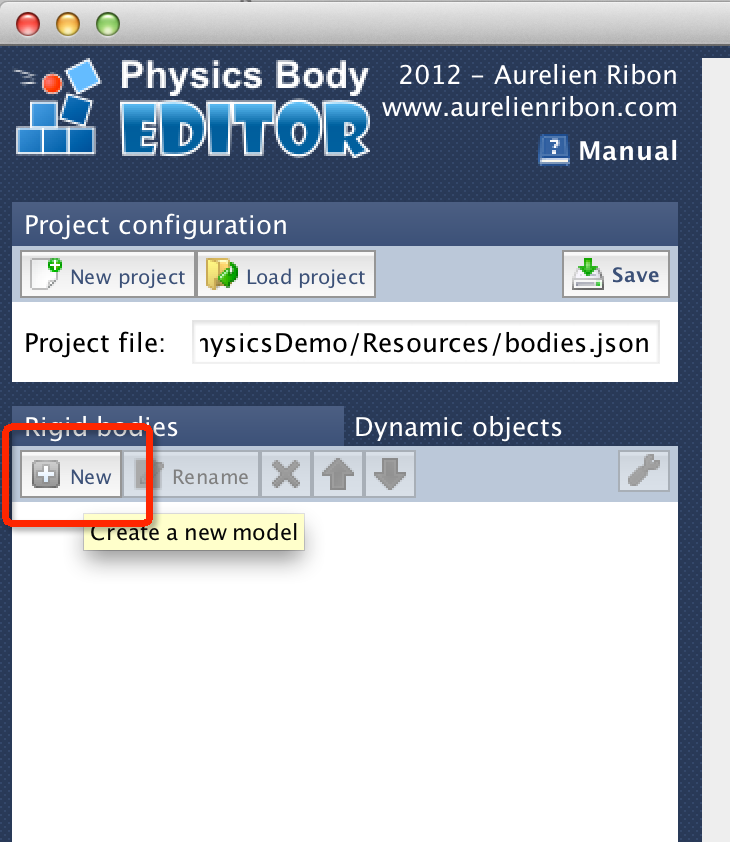 Physics Body
EDITOR
2012 – Aurelien Ribon
www.aurelienribon.com
Manual
Project configuration
New project Load project Save
Project file: ysicsDemo/Resources/bodies.json
Rigid bodies Dynamic objects
New Rename
Create a new model